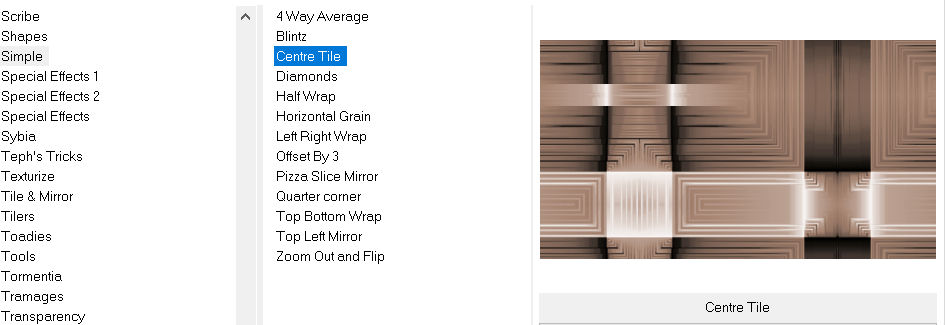 Scribe
Shapes
Simple
Special Effects 1
Special Effects 2
Special Effects
Sybia
Teph's Tricks
Texturize
Tile & Mirror
Tilers
Toadies
Tools
Tormentia
Tramages
Transparency
4 Way Average
Blintz
Centre Tile
Diamonds
Half Wrap
Horizontal Grain
Left Right Wrap
Offset By 3
Pizza Slice Mirror
Quarter corner
Top Bottom Wrap
Top Left Mirror
Zoom Out and Flip
Centre Tile